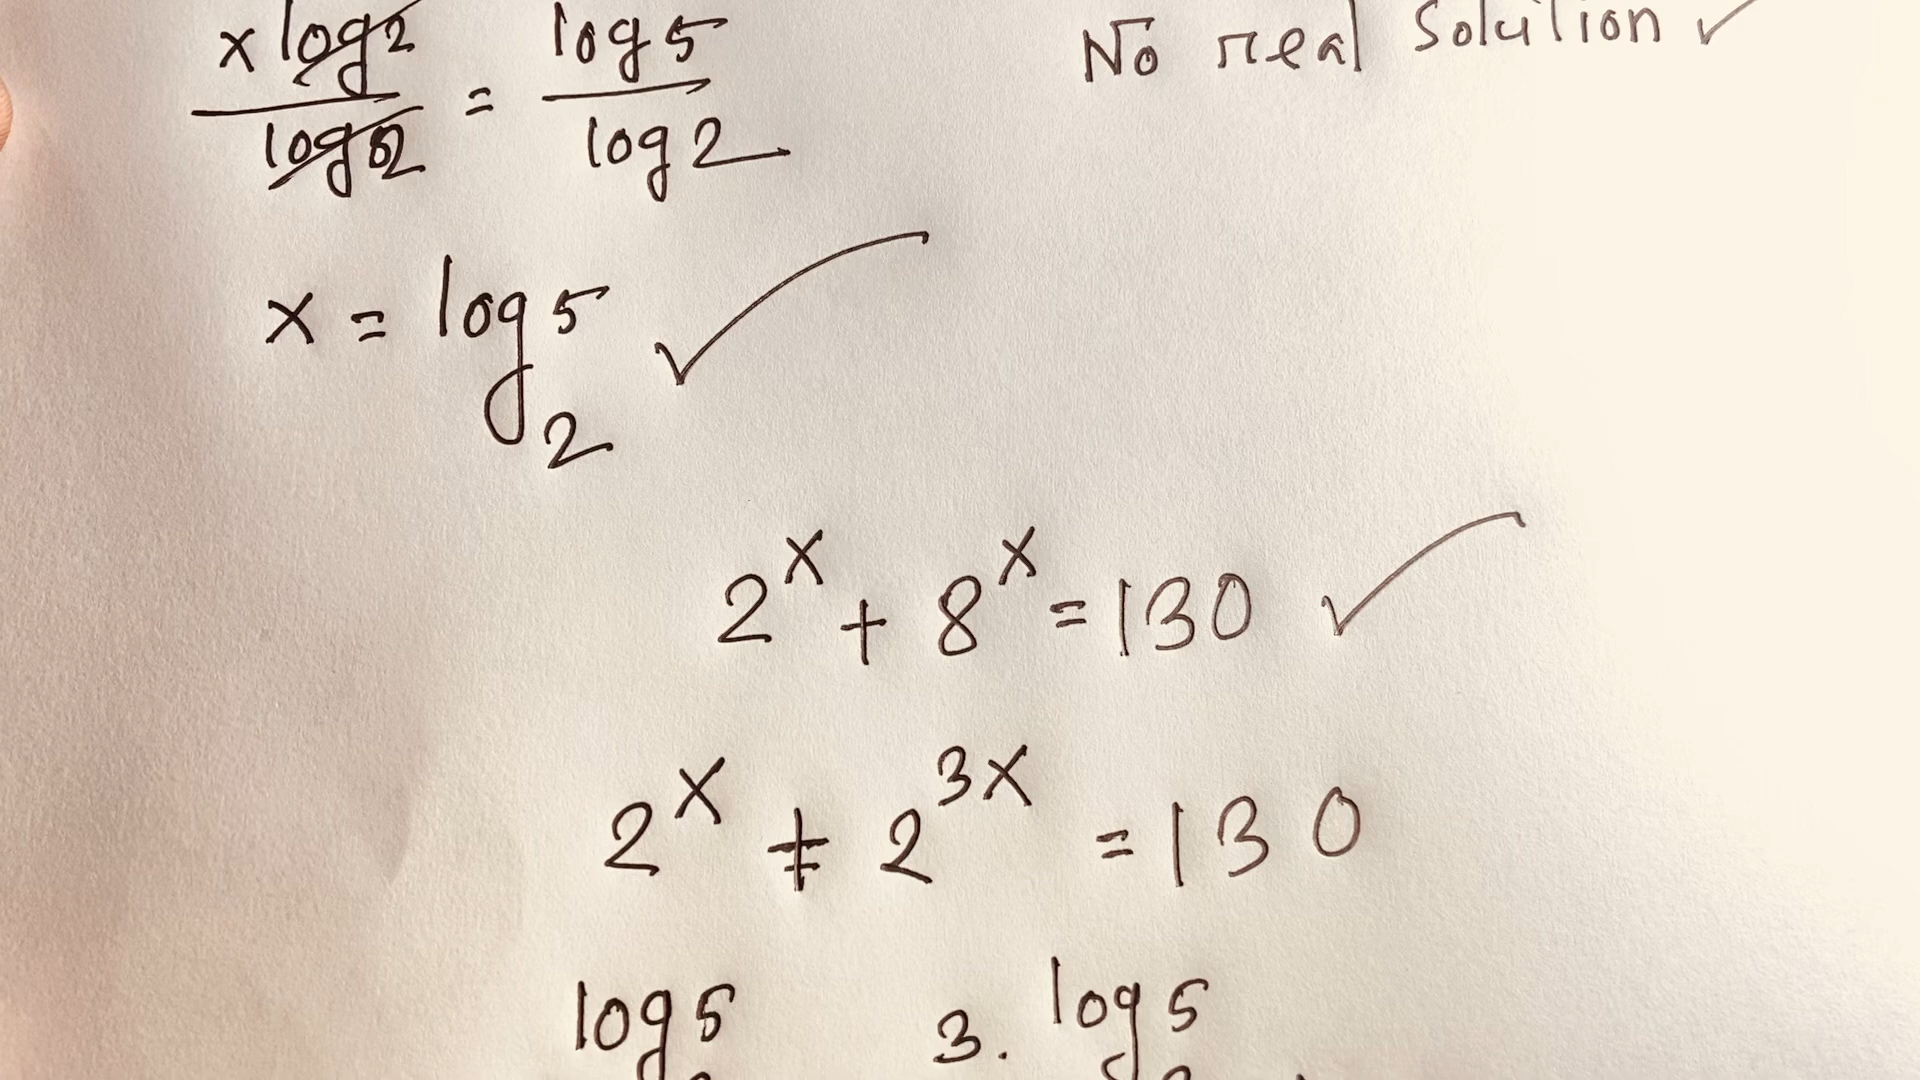 x log2 / log2 = log5 / log2
No real Solution ✓
x = log₂5 ✓
2^x + 8^x = 130 ✓
2^x + 2^3x = 130
log5 3. log5